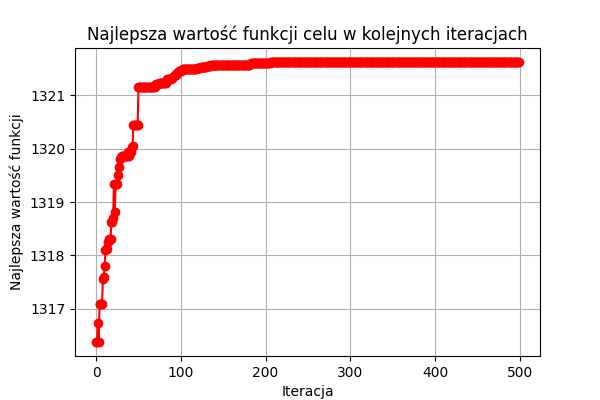 Najlepsza wartość funkcji celu w kolejnych iteracjach
1321
1320
1319
1318
1317
Najlepsza wartość funkcji
0 100 200 300 400 500
Iteracja